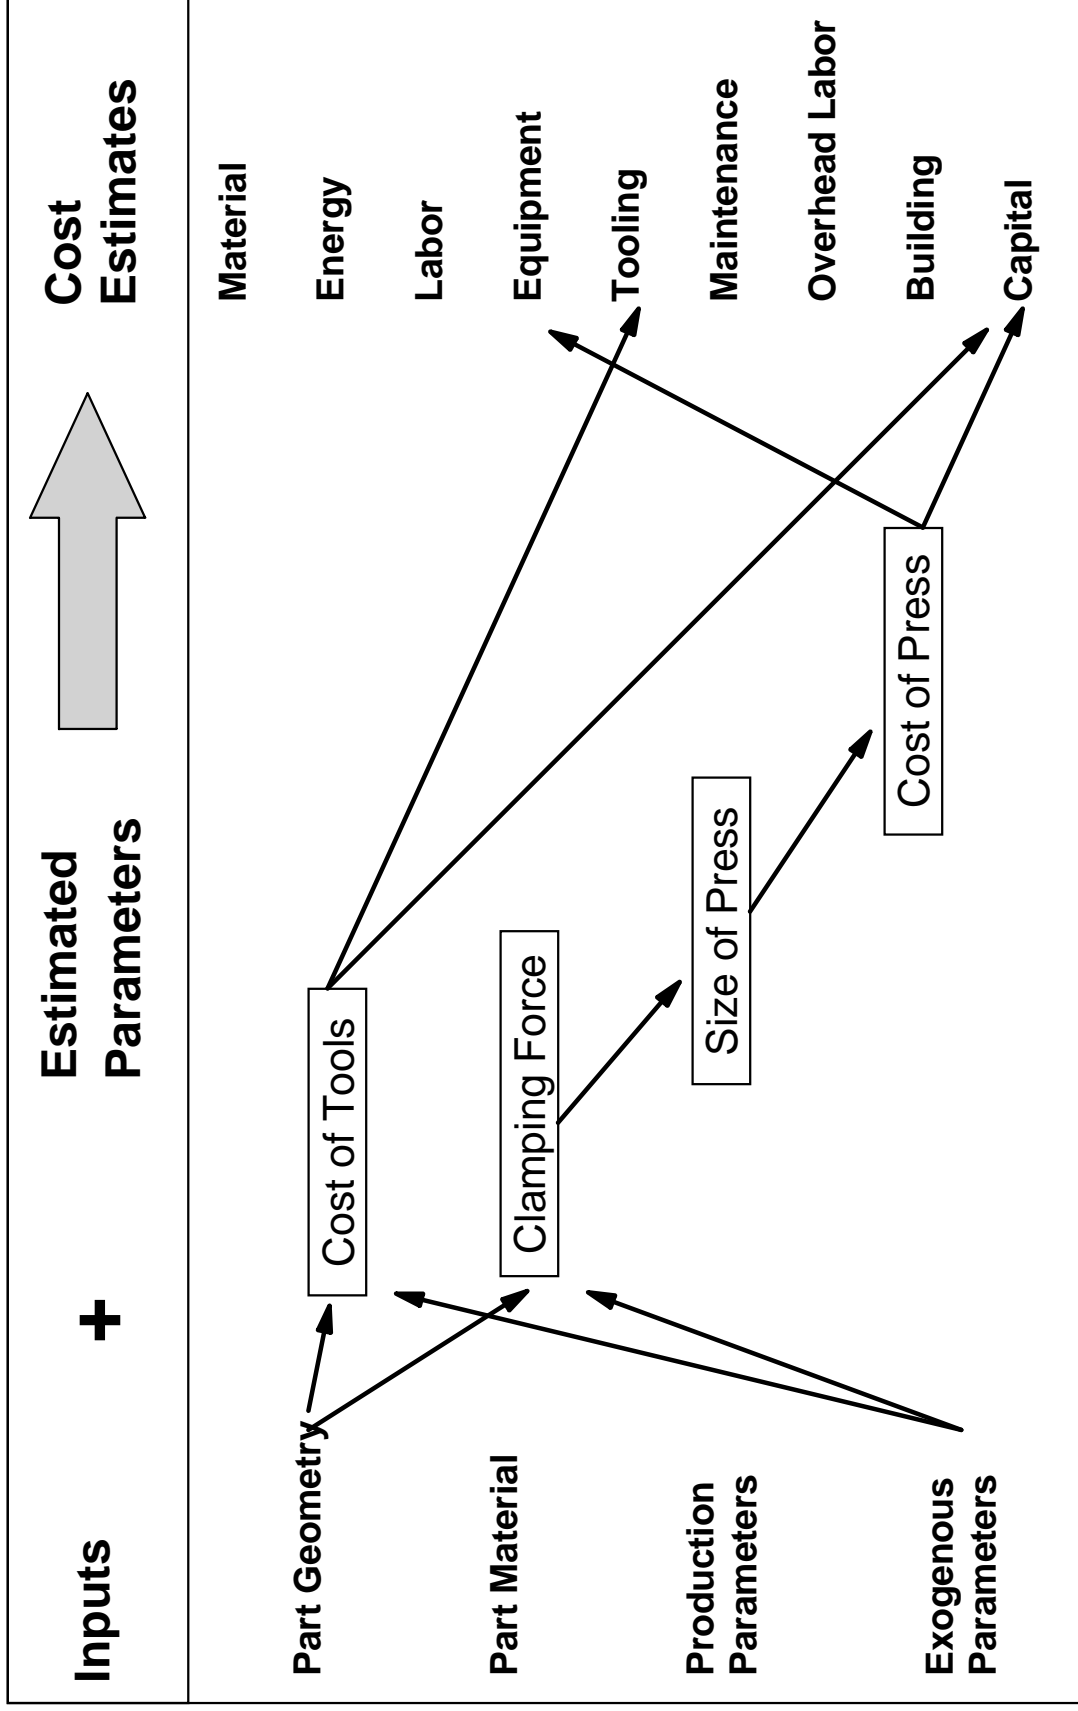 Inputs
+
Estimated
Parameters
Cost
Estimates
Part Geometry
Part Material
Production
Parameters
Exogenous
Parameters
Cost of Tools
Clamping Force
Size of Press
Cost of Press
Material
Energy
Labor
Equipment
Tooling
Maintenance
Overhead Labor
Building
Capital